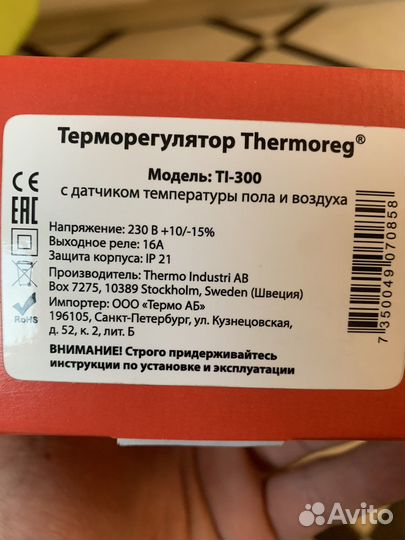 Терморегулятор Thermoreg®
Модель: TI-300
с датчиком температуры пола и воздуха
CE
EAC
RoHS
Напряжение: 230 В +10/-15%
Выходное реле: 16А
Защита корпуса: IP 21
Производитель: Thermo Industri AB
Box 7275, 10389 Stockholm, Sweden (Швеция)
Импортер: ООО «Термо АБ»
196105, Санкт-Петербург, ул. Кузнецовская,
д. 52, к. 2, лит. Б
ВНИМАНИЕ! Строго придерживайтесь
инструкции по установке и эксплуатации
7350049070858
Avito